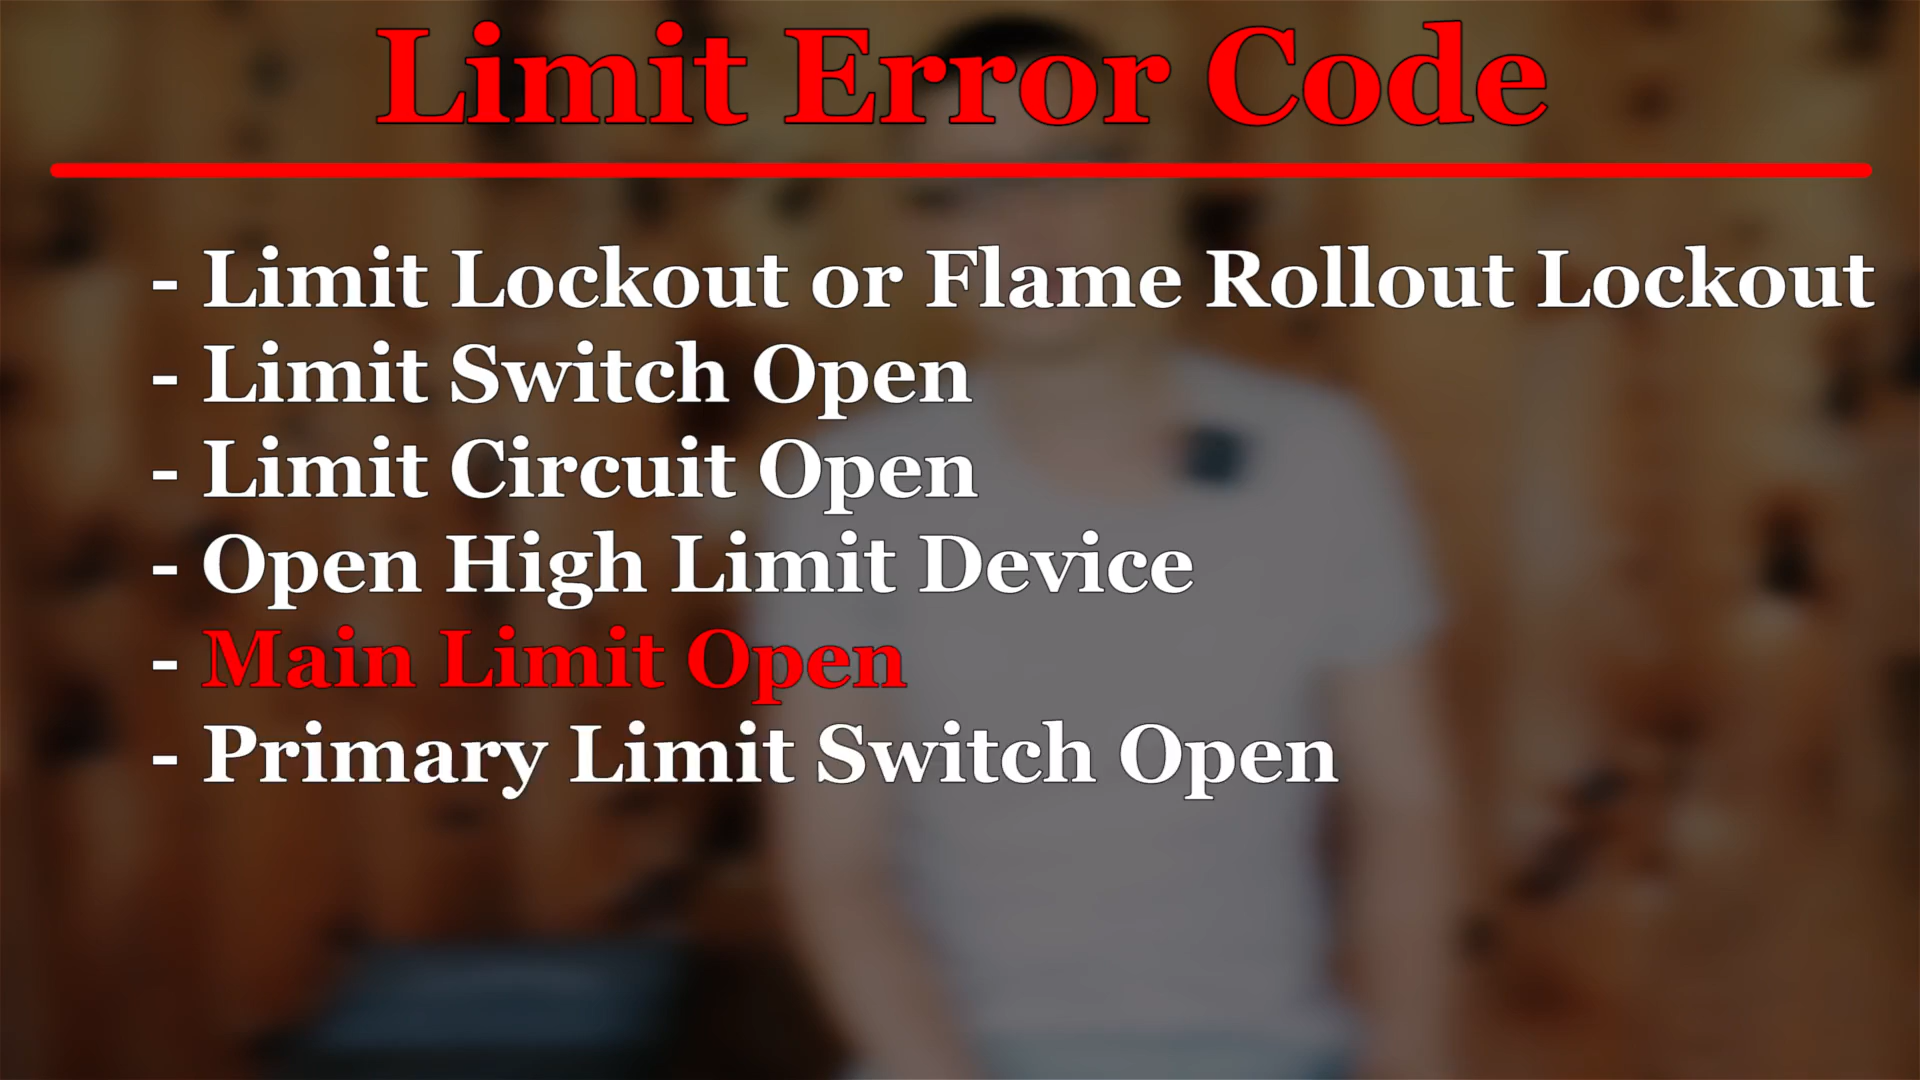 Limit Error Code
- Limit Lockout or Flame Rollout Lockout
- Limit Switch Open
- Limit Circuit Open
- Open High Limit Device
- Main Limit Open
- Primary Limit Switch Open